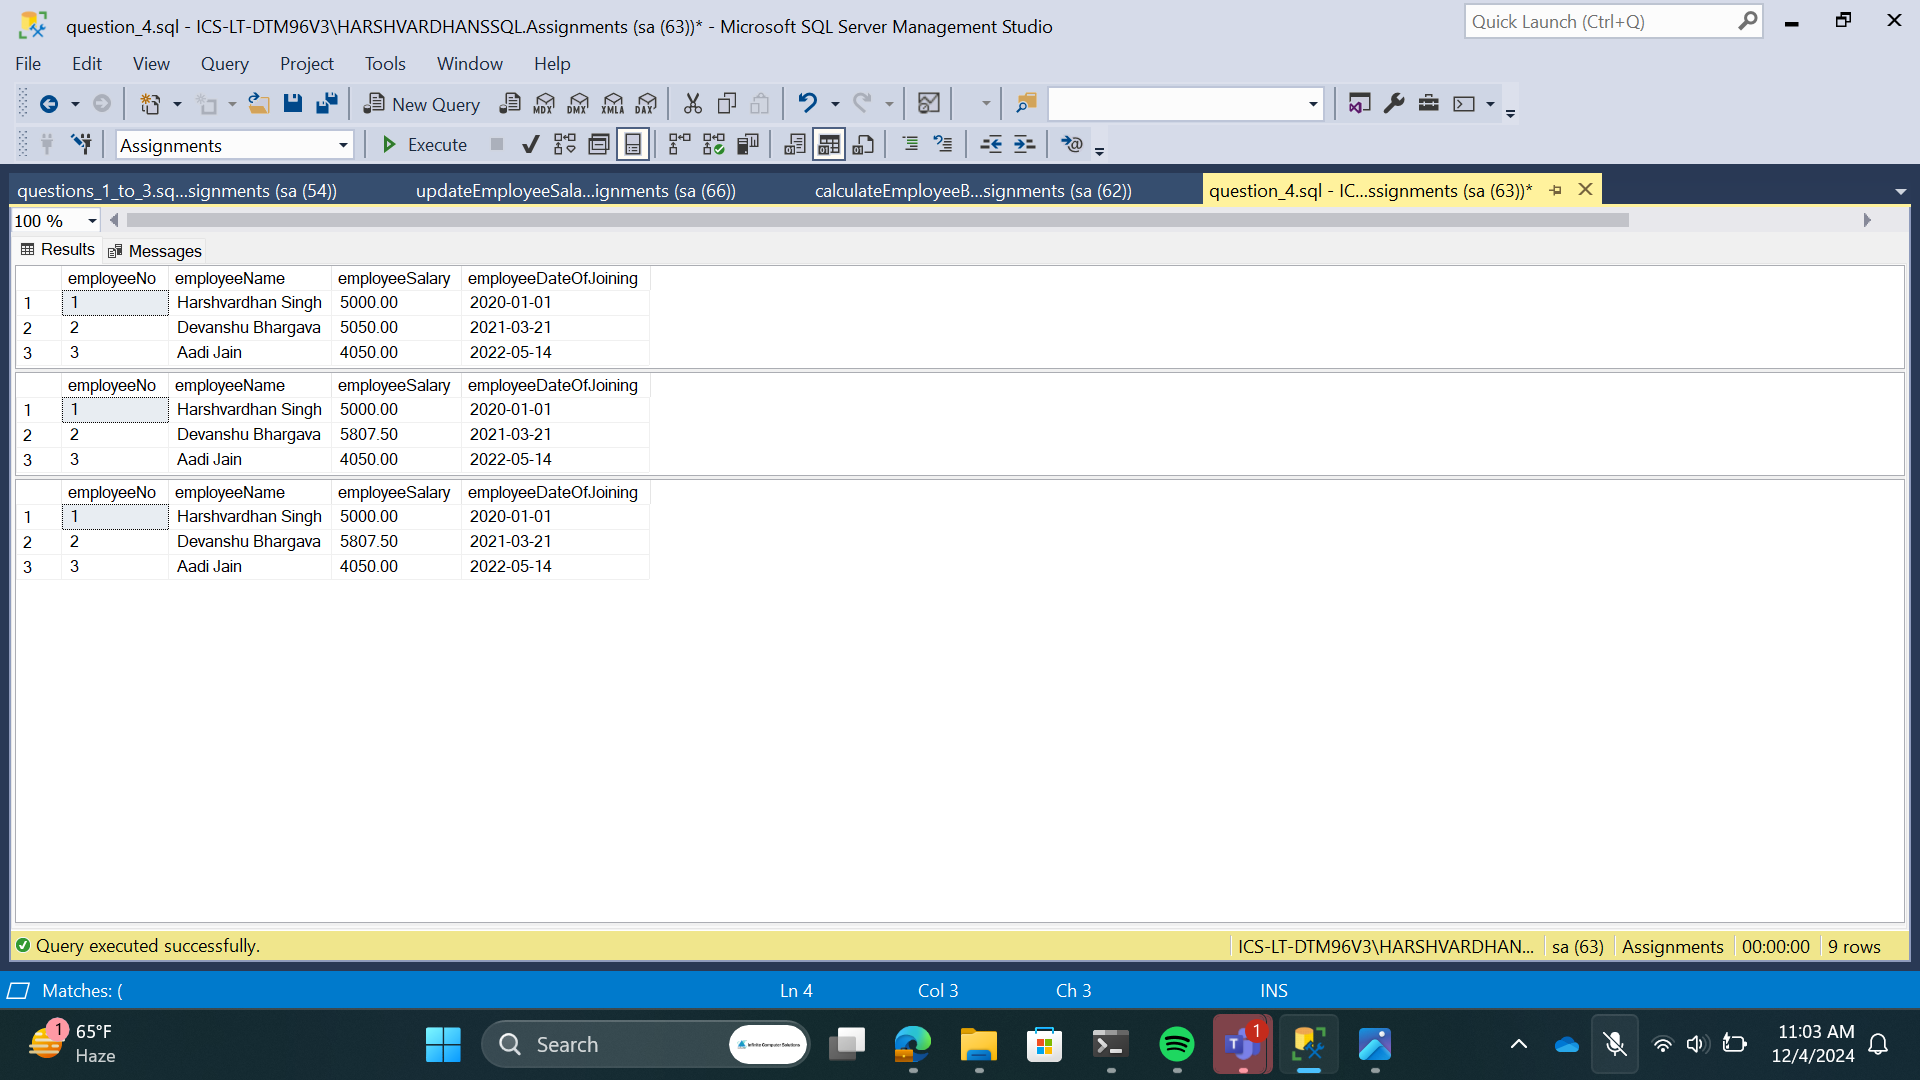 question_4.sql - ICS-LT-DTM96V3\HARSHVARDHANSSQL.Assignments (sa (63))* - Microsoft SQL Server Management Studio
Quick Launch (Ctrl+Q)
File Edit View Query Project Tools Window Help
New Query MDX DMX XMLA DAX
Assignments Execute
questions_1_to_3.sq...signments (sa (54)) updateEmployeeSala...ignments (sa (66)) calculateEmployeeB...signments (sa (62)) question_4.sql - IC...ssignments (sa (63))*
100 %
Results Messages
employeeNo employeeName employeeSalary employeeDateOfJoining
1 1 Harshvardhan Singh 5000.00 2020-01-01
2 2 Devanshu Bhargava 5050.00 2021-03-21
3 3 Aadi Jain 4050.00 2022-05-14
employeeNo employeeName employeeSalary employeeDateOfJoining
1 1 Harshvardhan Singh 5000.00 2020-01-01
2 2 Devanshu Bhargava 5807.50 2021-03-21
3 3 Aadi Jain 4050.00 2022-05-14
employeeNo employeeName employeeSalary employeeDateOfJoining
1 1 Harshvardhan Singh 5000.00 2020-01-01
2 2 Devanshu Bhargava 5807.50 2021-03-21
3 3 Aadi Jain 4050.00 2022-05-14
Query executed successfully. ICS-LT-DTM96V3\HARSHVARDHAN... sa (63) Assignments 00:00:00 9 rows
Matches: ( Ln 4 Col 3 Ch 3 INS
1 65°F
Haze
Search Infinite Computer Solutions
1
11:03 AM
12/4/2024